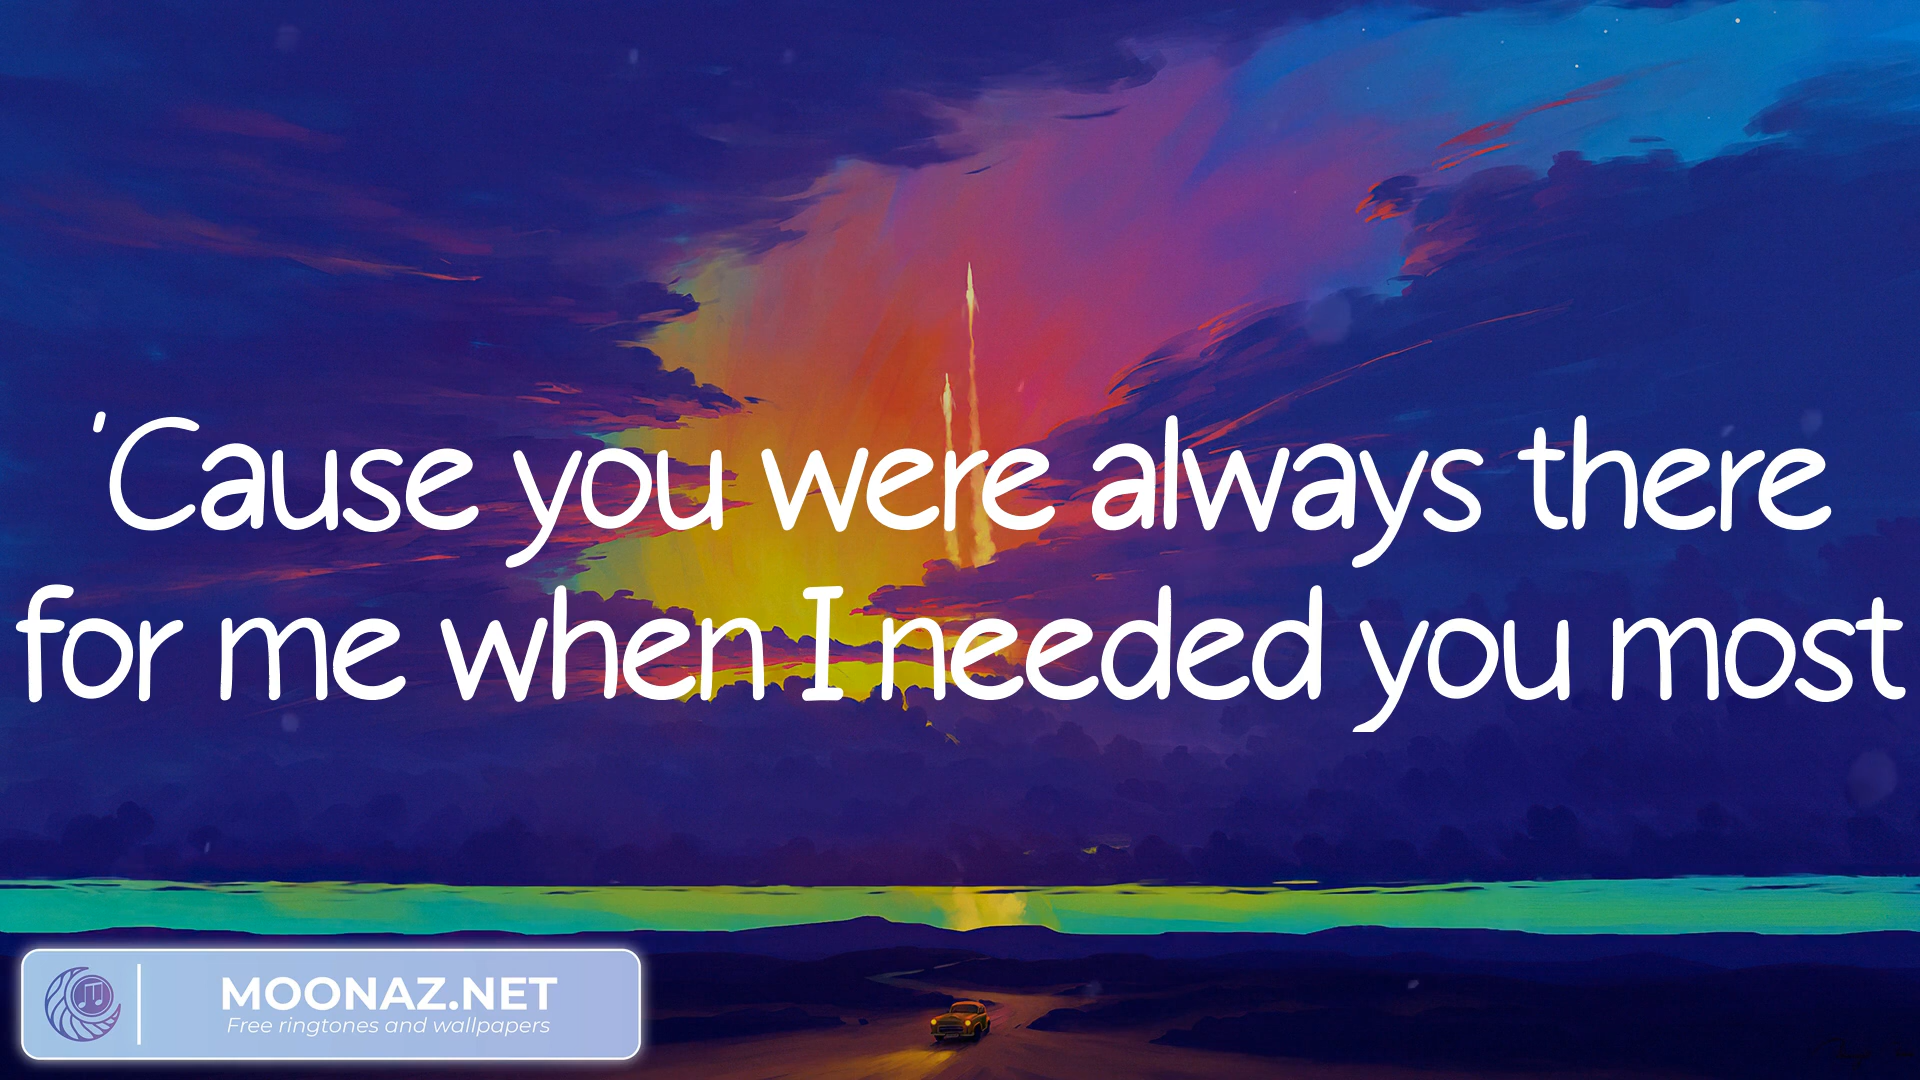 'Cause you were always there
for me when I needed you most
MOONAZ.NET
Free ringtones and wallpapers